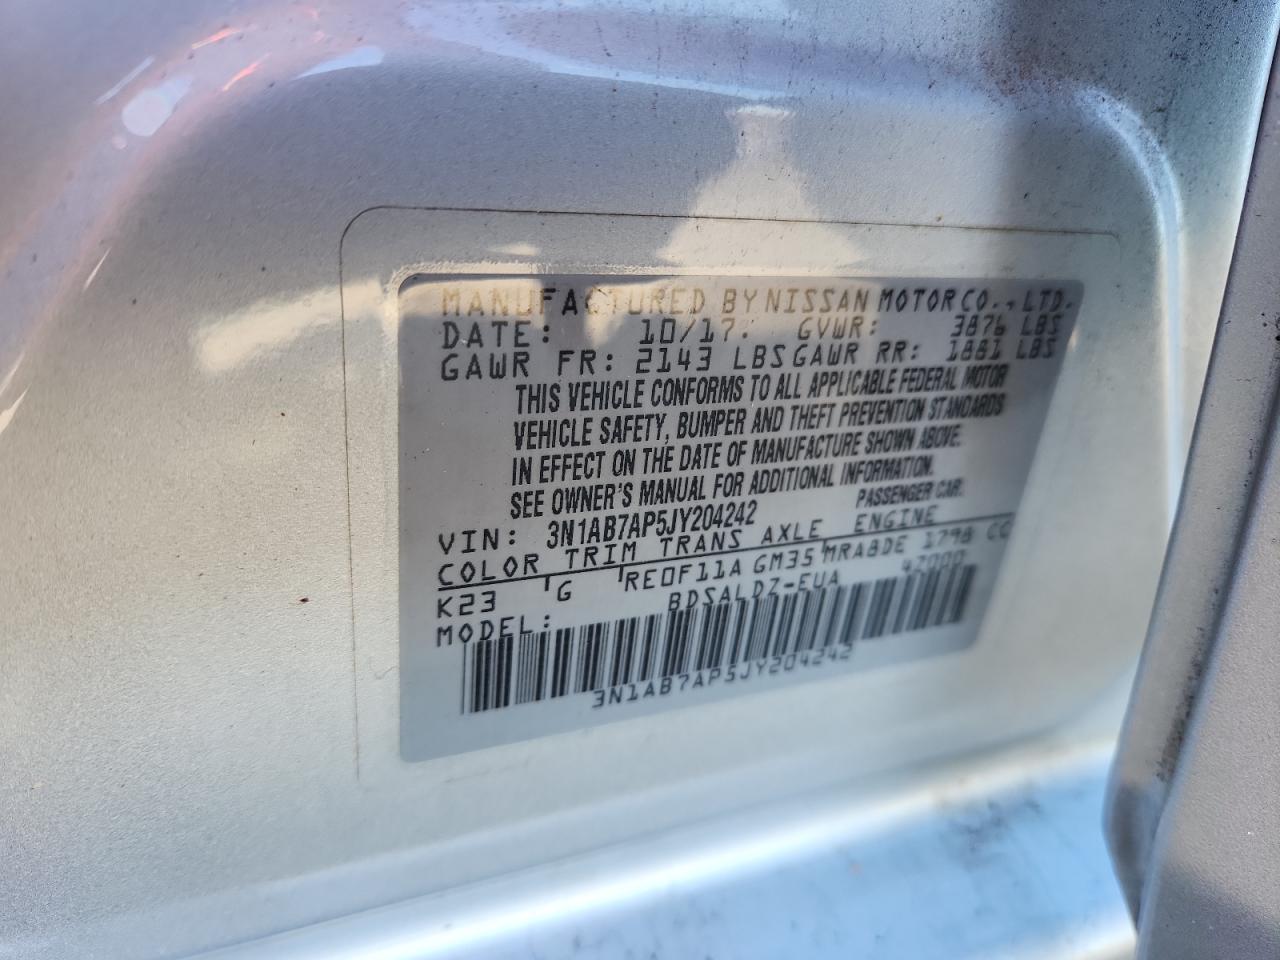 MANUFACTURED BY NISSAN MOTOR CO., LTD.
DATE: 10/17. GVWR: 3876 LBS
GAWR FR: 2143 LBS GAWR RR: 1881 LBS
THIS VEHICLE CONFORMS TO ALL APPLICABLE FEDERAL MOTOR
VEHICLE SAFETY, BUMPER AND THEFT PREVENTION STANDARDS
IN EFFECT ON THE DATE OF MANUFACTURE SHOWN ABOVE.
SEE OWNER'S MANUAL FOR ADDITIONAL INFORMATION.
VIN: 3N1AB7AP5JY204242 PASSENGER CAR.
COLOR TRIM TRANS AXLE ENGINE
K23 G RE0F11A GM35 MRA8DE 1798 CC
MODEL: BDSALDZ-EUA 42000
3N1AB7AP5JY204242